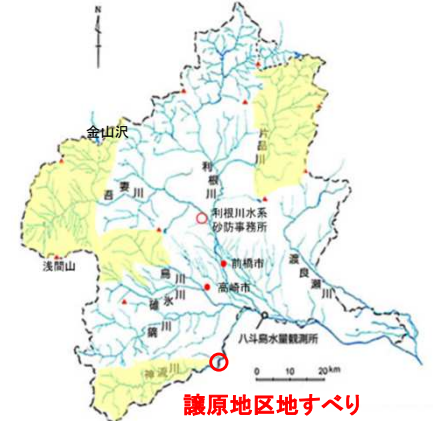 N
金山沢
片品川
利根川
吾妻川
利根川水系
砂防事務所
浅間山
烏川
碓氷川
鏑川
前橋市
高崎市
渡良瀬川
八斗島水量観測所
神流川
0 10 20km
譲原地区地すべり